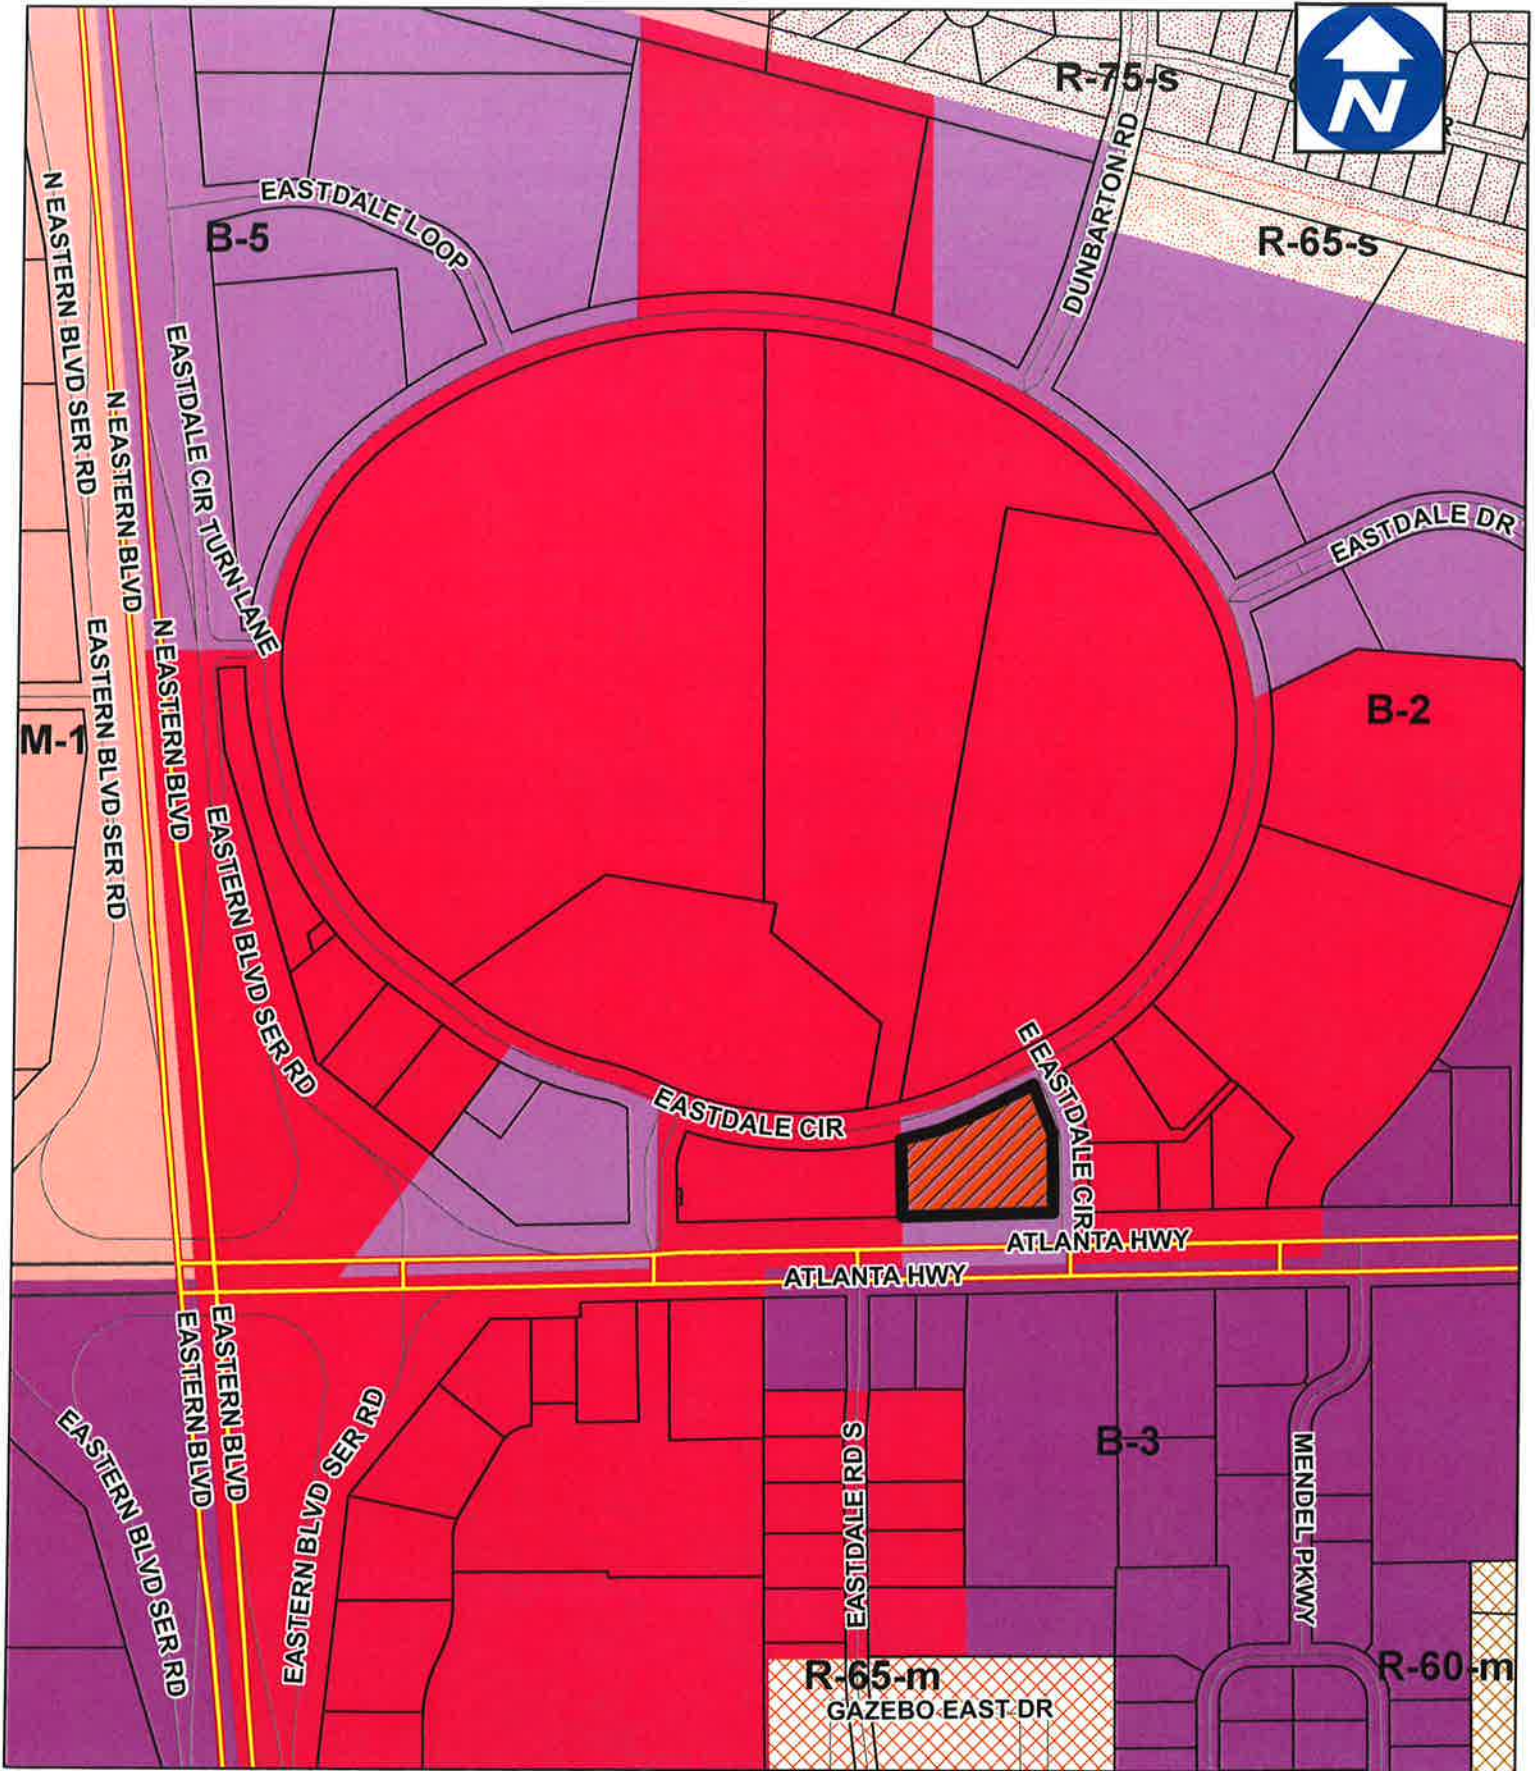 N
R-75-s
R-65-s
DUNBARTON RD
EASTDALE LOOP
B-5
N EASTERN BLVD SER RD
EASTDALE CIR TURN LANE
N EASTERN BLVD
N EASTERN BLVD
EASTDALE DR
EASTERN BLVD SER RD
M-1
B-2
EASTERN BLVD SER RD
E EASTDALE CIR
EASTDALE CIR
ATLANTA HWY
ATLANTA HWY
EASTERN BLVD
EASTERN BLVD
EASTERN BLVD SER RD
EASTERN BLVD SER RD
EASTDALE RD S
B-3
MENDEL PKWY
R-65-m
R-60-m
GAZEBO EAST DR